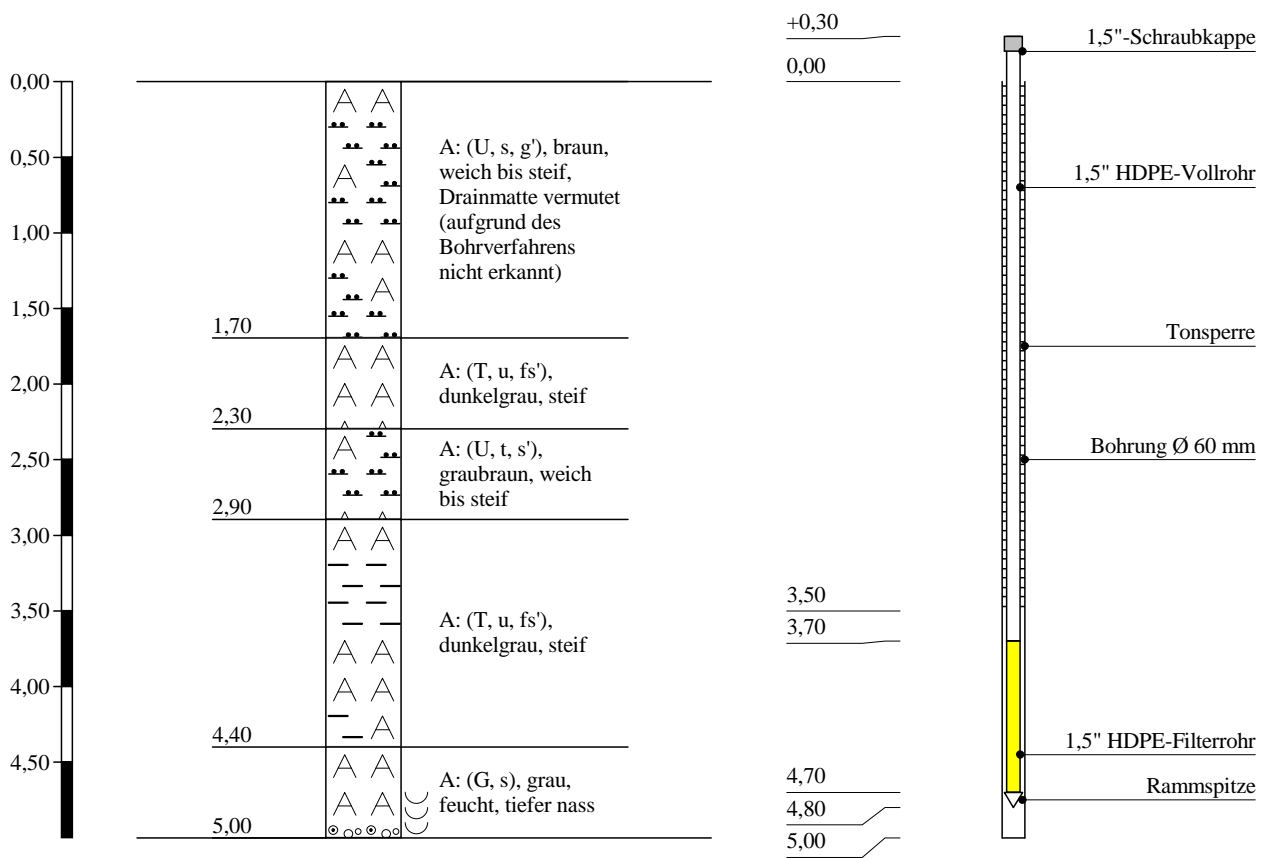 0,00
0,50
1,00
1,50
2,00
2,50
3,00
3,50
4,00
4,50
1,70
2,30
2,90
4,40
5,00
A: (U, s, g'), braun,
weich bis steif,
Drainmatte vermutet
(aufgrund des
Bohrverfahrens
nicht erkannt)
A: (T, u, fs'),
dunkelgrau, steif
A: (U, t, s'),
graubraun, weich
bis steif
A: (T, u, fs'),
dunkelgrau, steif
A: (G, s), grau,
feucht, tiefer nass
+0,30
0,00
3,50
3,70
4,70
4,80
5,00
1,5"-Schraubkappe
1,5" HDPE-Vollrohr
Tonsperre
Bohrung Ø 60 mm
1,5" HDPE-Filterrohr
Rammspitze